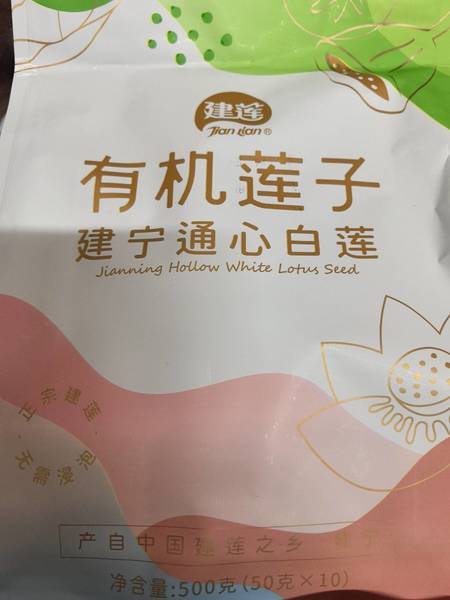 建莲
Jian Lian®
有机莲子
建宁通心白莲
Jianning Hollow White Lotus Seed
正宗建莲·
无需浸泡
产自中国建莲之乡
净含量:500克(50克×10)